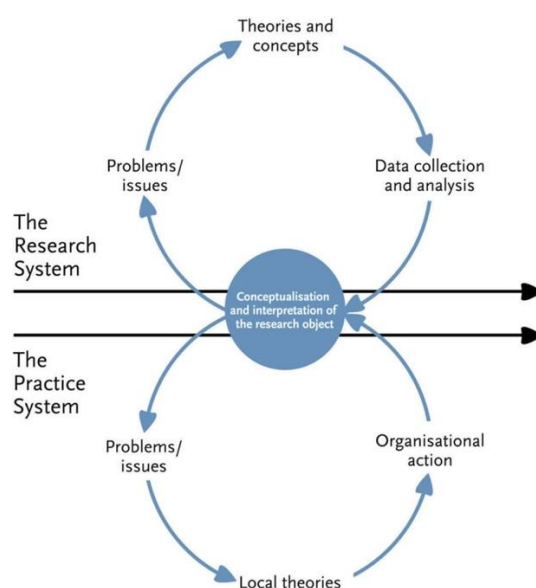 Theories and
concepts
Problems/
issues
Data collection
and analysis
The
Research
System
Conceptualisation
and interpretation of
the research object
The
Practice
System
Problems/
issues
Organisational
action
Local theories